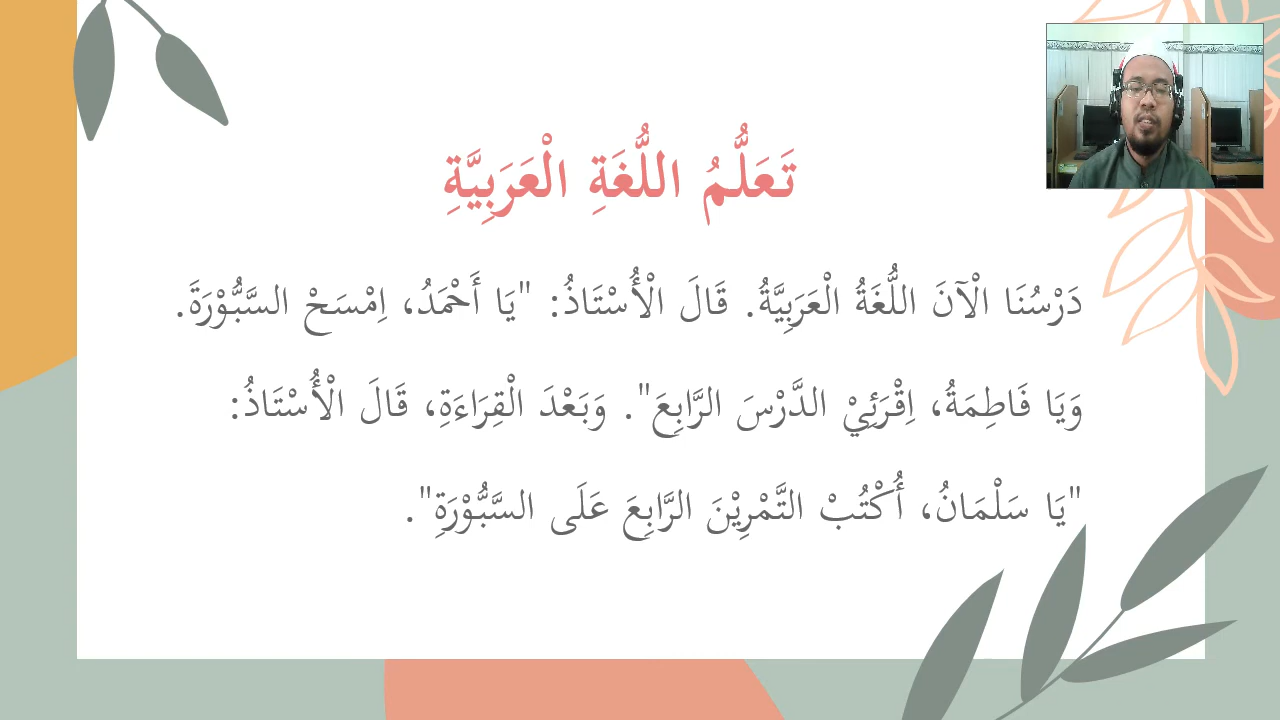 تَعَلُّمُ اللُّغَةِ الْعَرَبِيَّةِ
دَرْسُنَا الْآنَ اللُّغَةُ الْعَرَبِيَّةُ. قَالَ الْأُسْتَاذُ: "يَا أَحْمَدُ، اِمْسَحْ السَّبُّوْرَةَ.
وَيَا فَاطِمَةُ، اِقْرَئِيْ الدَّرْسَ الرَّابِعَ". وَبَعْدَ الْقِرَاءَةِ، قَالَ الْأُسْتَاذُ:
"يَا سَلْمَانُ، أُكْتُبْ التَّمْرِيْنَ الرَّابِعَ عَلَى السَّبُّوْرَةِ".